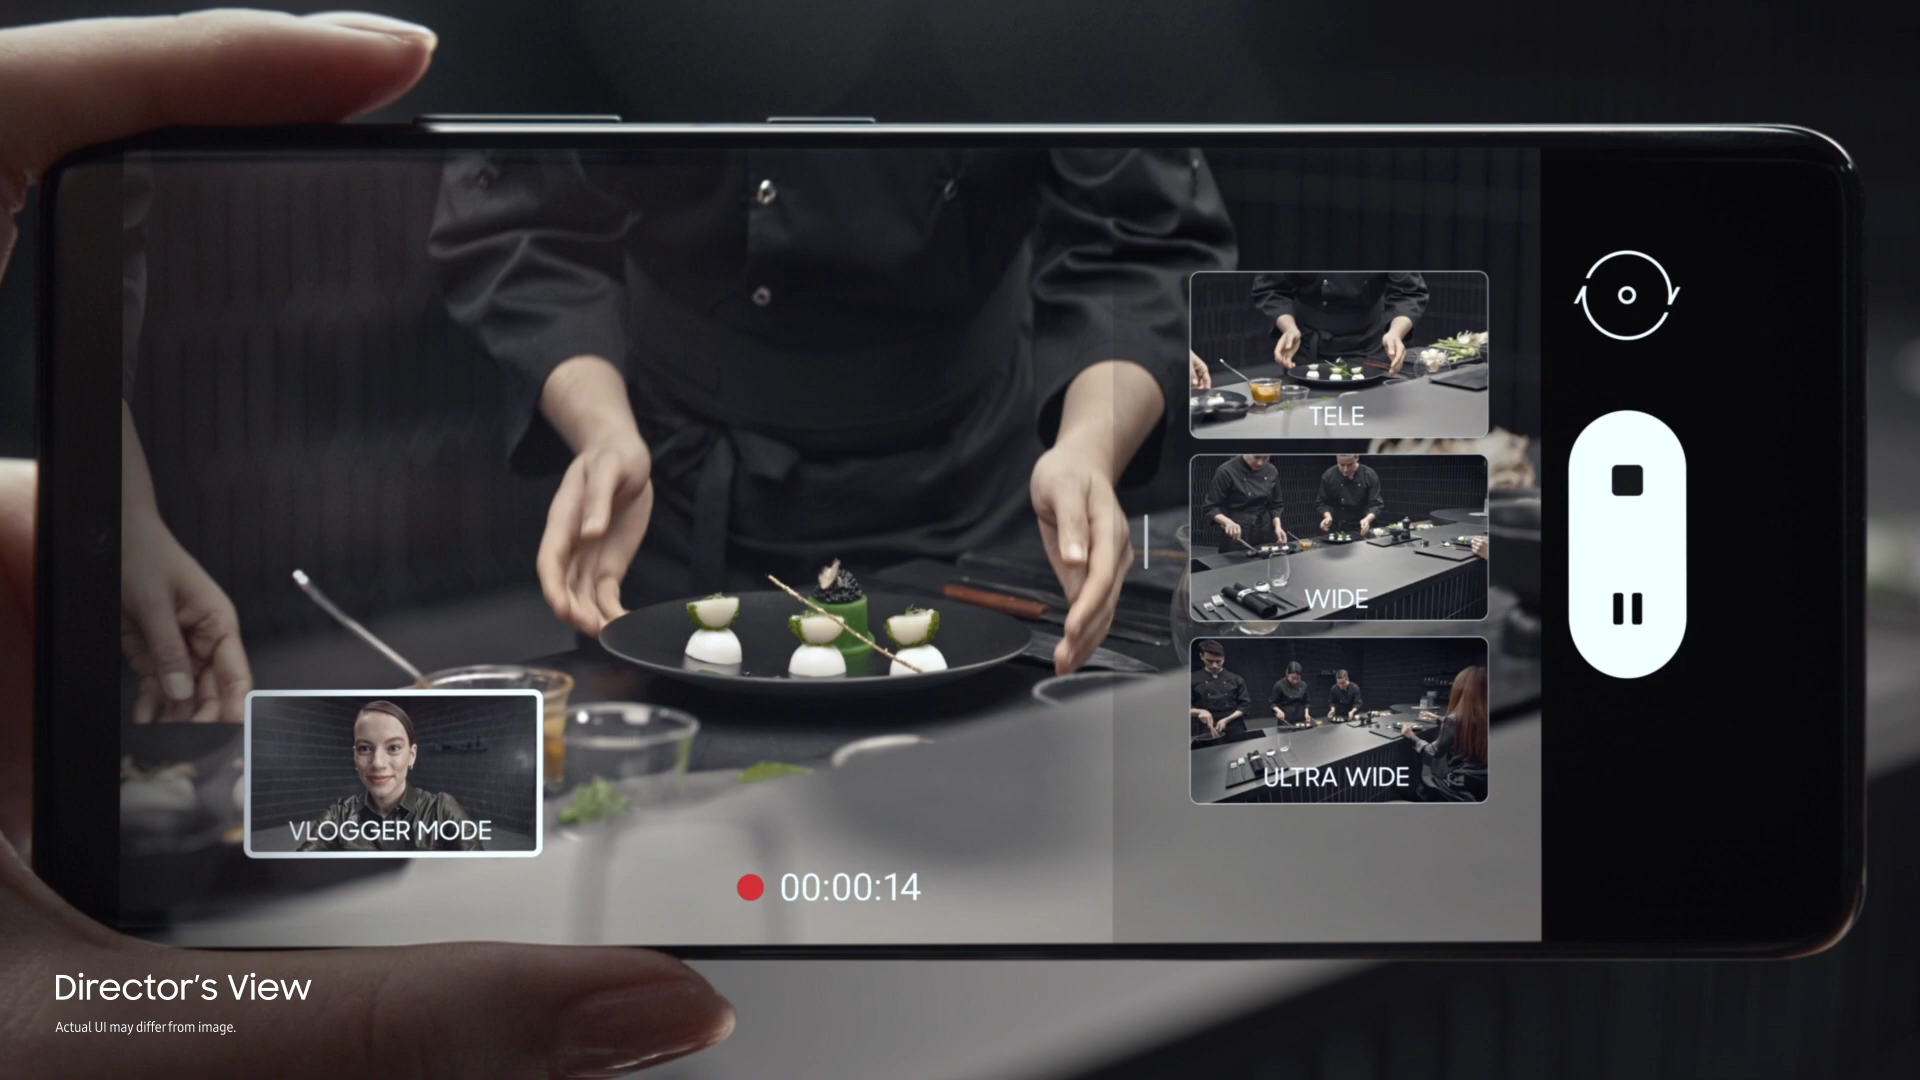 TELE
WIDE
ULTRA WIDE
VLOGGER MODE
00:00:14
Director's View
Actual UI may differ from image.